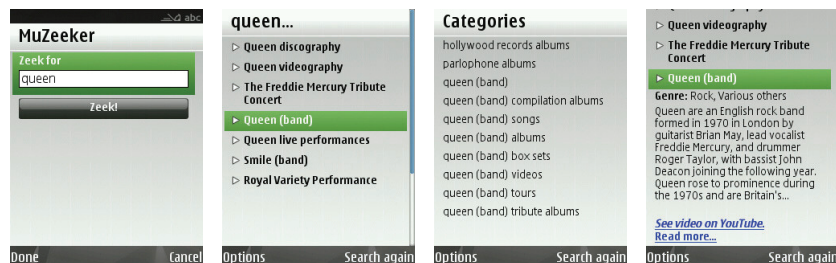 abc
MuZeeker
Zeek for
queen
Zeek!
Done
Cancel
queen...
Queen discography
Queen videography
The Freddie Mercury Tribute
Concert
Queen (band)
Queen live performances
Smile (band)
Royal Variety Performance
Options
Search again
Categories
hollywood records albums
parlophone albums
queen (band)
queen (band) compilation albums
queen (band) songs
queen (band) albums
queen (band) box sets
queen (band) videos
queen (band) tours
queen (band) tribute albums
Options
Search again
Queen videography
The Freddie Mercury Tribute
Concert
Queen (band)
Genre: Rock, Various others
Queen are an English rock band
formed in 1970 in London by
guitarist Brian May, lead vocalist
Freddie Mercury, and drummer
Roger Taylor, with bassist John
Deacon joining the following year.
Queen rose to prominence during
the 1970s and are Britain's...
See video on YouTube.
Read more...
Options
Search again